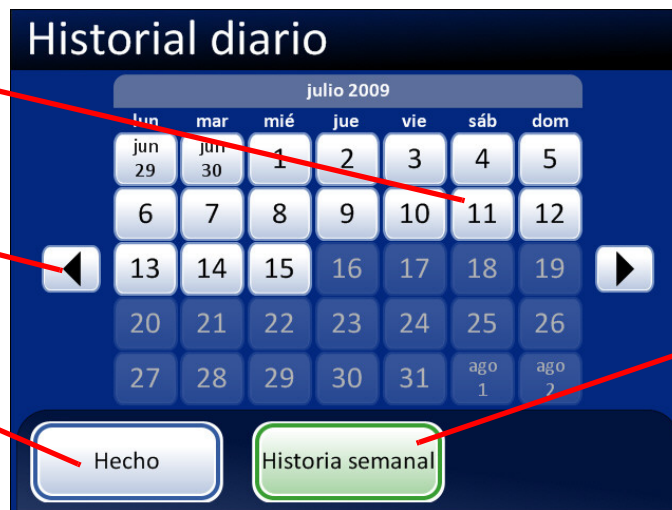 Historial diario
julio 2009
lun mar mié jue vie sáb dom
jun 29 jun 30 1 2 3 4 5
6 7 8 9 10 11 12
13 14 15 16 17 18 19
20 21 22 23 24 25 26
27 28 29 30 31 ago 1 ago 2
Hecho Historia semanal